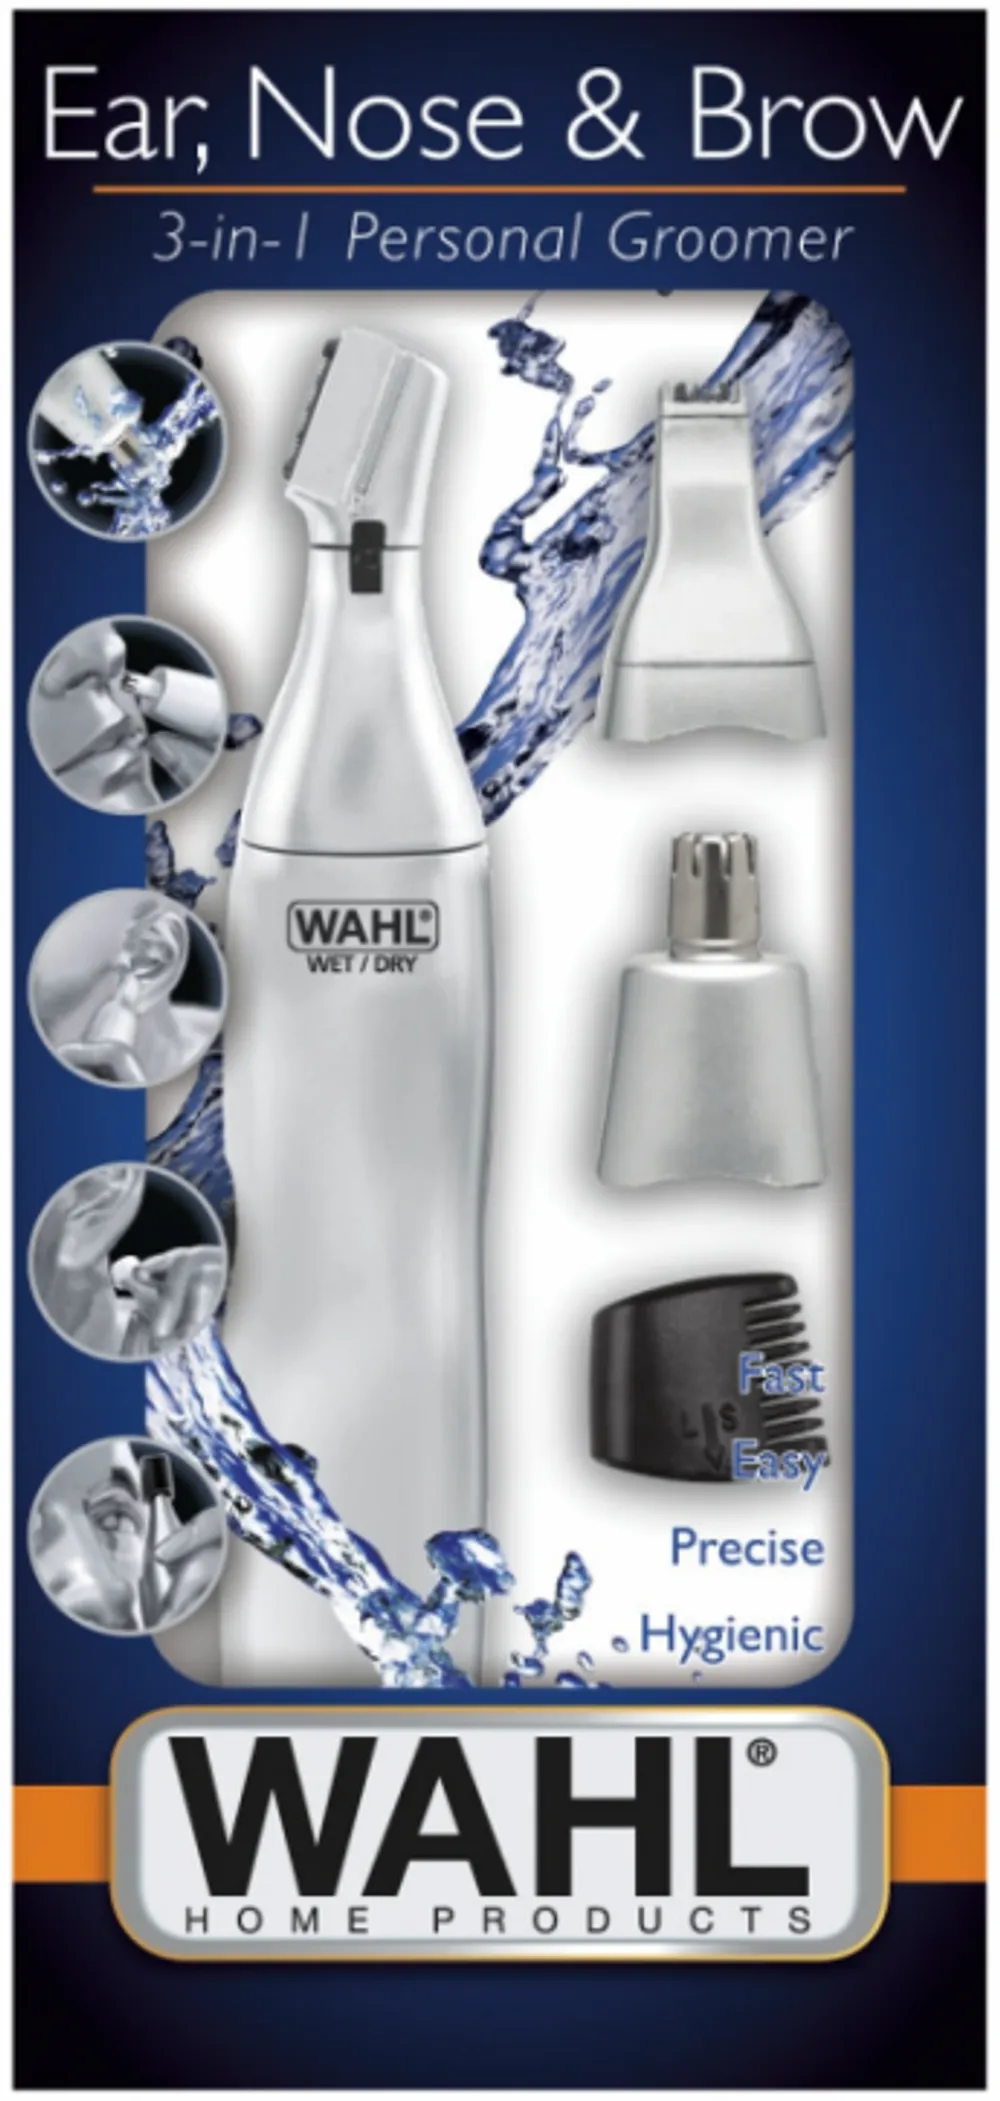 Ear, Nose & Brow
3-in-1 Personal Groomer
WAHL®
WET / DRY
L S
Fast
Easy
Precise
Hygienic
WAHL®
HOME PRODUCTS